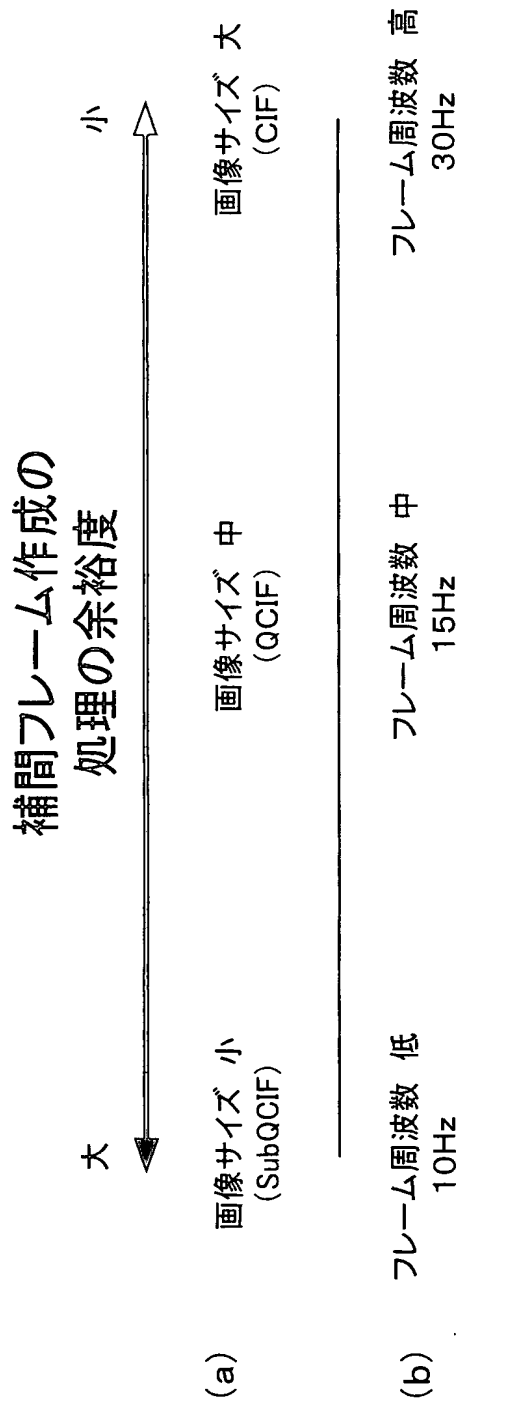 補間フレーム作成の
処理の余裕度
大
小
(a)
画像サイズ 小
(SubQCIF)
画像サイズ 中
(QCIF)
画像サイズ 大
(CIF)
(b)
フレーム周波数 低
10Hz
フレーム周波数 中
15Hz
フレーム周波数 高
30Hz